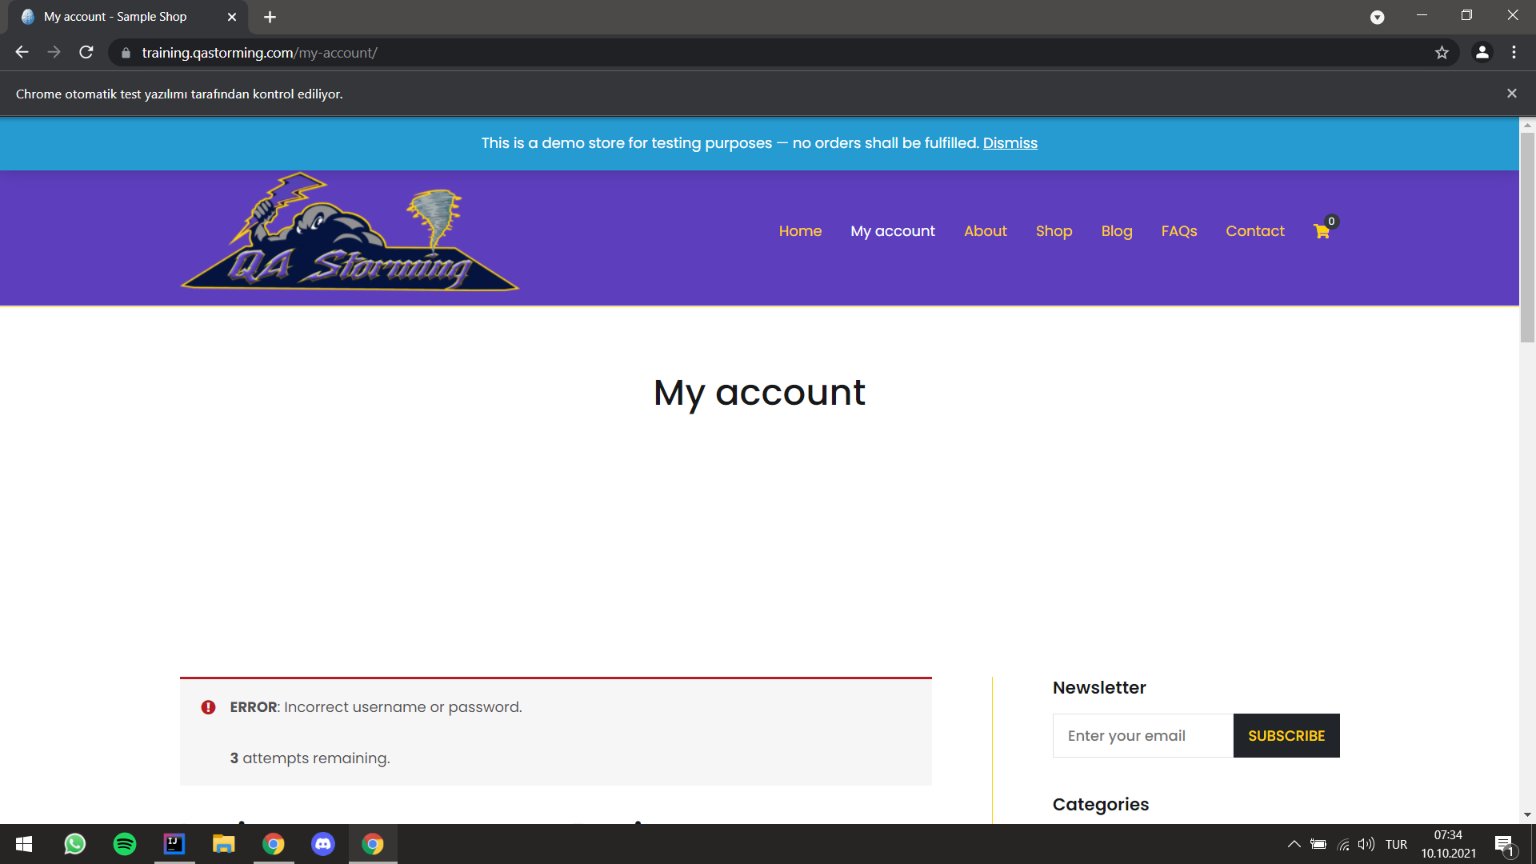 My account - Sample Shop
training.qastorming.com/my-account/
Chrome otomatik test yazılımı tarafından kontrol ediliyor.
This is a demo store for testing purposes — no orders shall be fulfilled. Dismiss
QA Storming
Home My account About Shop Blog FAQs Contact 0
My account
ERROR: Incorrect username or password.
3 attempts remaining.
Newsletter
Enter your email SUBSCRIBE
Categories
IJ
TUR
07:34
10.10.2021
1